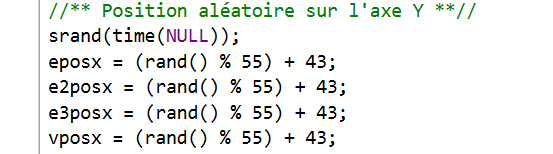 //** Position aléatoire sur l'axe Y **//
srand(time(NULL));
eposx = (rand() % 55) + 43;
e2posx = (rand() % 55) + 43;
e3posx = (rand() % 55) + 43;
vposx = (rand() % 55) + 43;